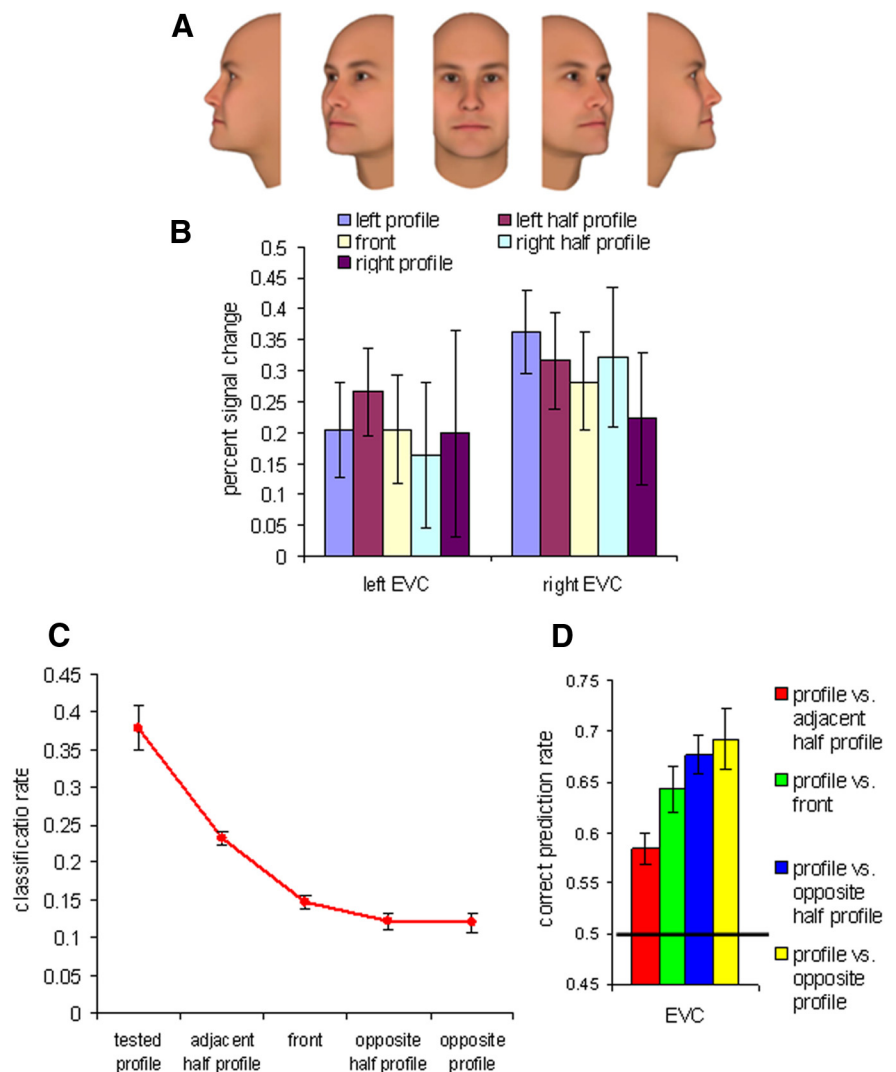 A
B
left profile
left half profile
front
right half profile
right profile
percent signal change
0.5
0.45
0.4
0.35
0.3
0.25
0.2
0.15
0.1
0.05
0
left EVC
right EVC
C
classificatio rate
0.45
0.4
0.35
0.3
0.25
0.2
0.15
0.1
0.05
0
tested
profile
adjacent
half profile
front
opposite
half profile
opposite
profile
D
correct prediction rate
0.75
0.7
0.65
0.6
0.55
0.5
0.45
EVC
profile vs.
adjacent
half profile
profile vs.
front
profile vs.
opposite
half profile
profile vs.
opposite
profile